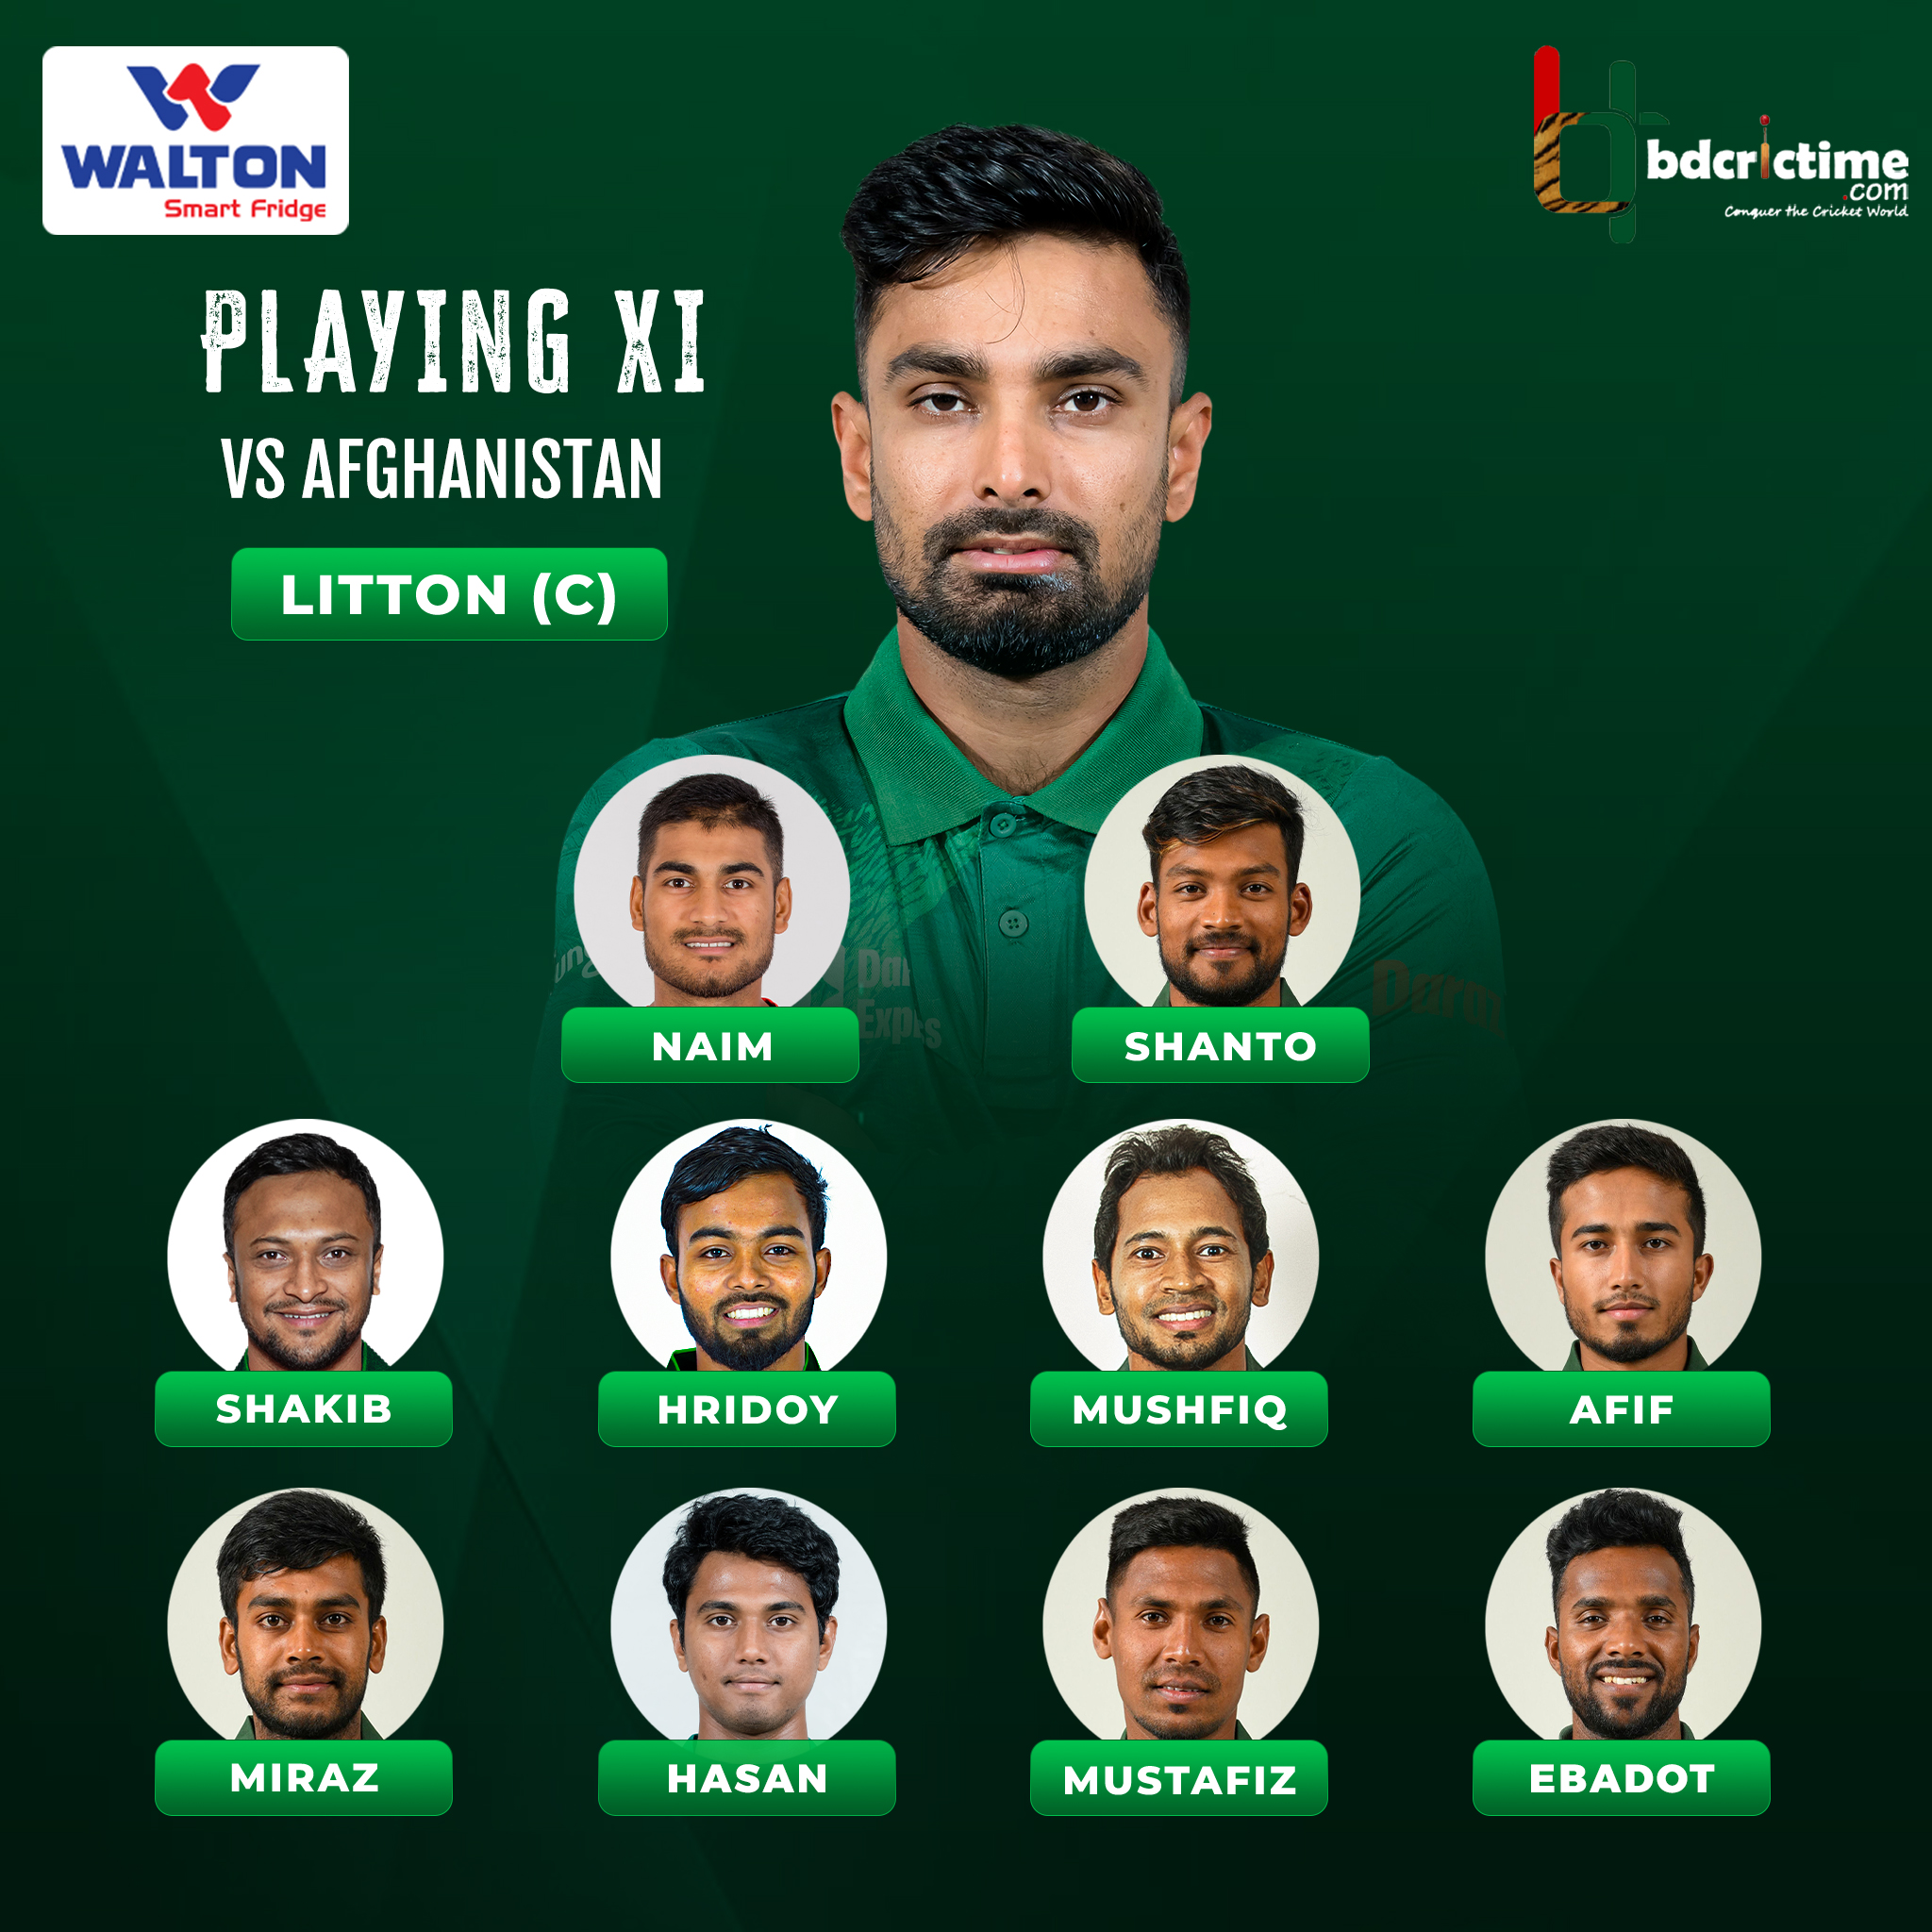 WALTON
Smart Fridge
bdcrictime
.com
Conquer the Cricket World
PLAYING XI
VS AFGHANISTAN
LITTON (C)
Daraz
NAIM
SHANTO
SHAKIB
HRIDOY
MUSHFIQ
AFIF
MIRAZ
HASAN
MUSTAFIZ
EBADOT